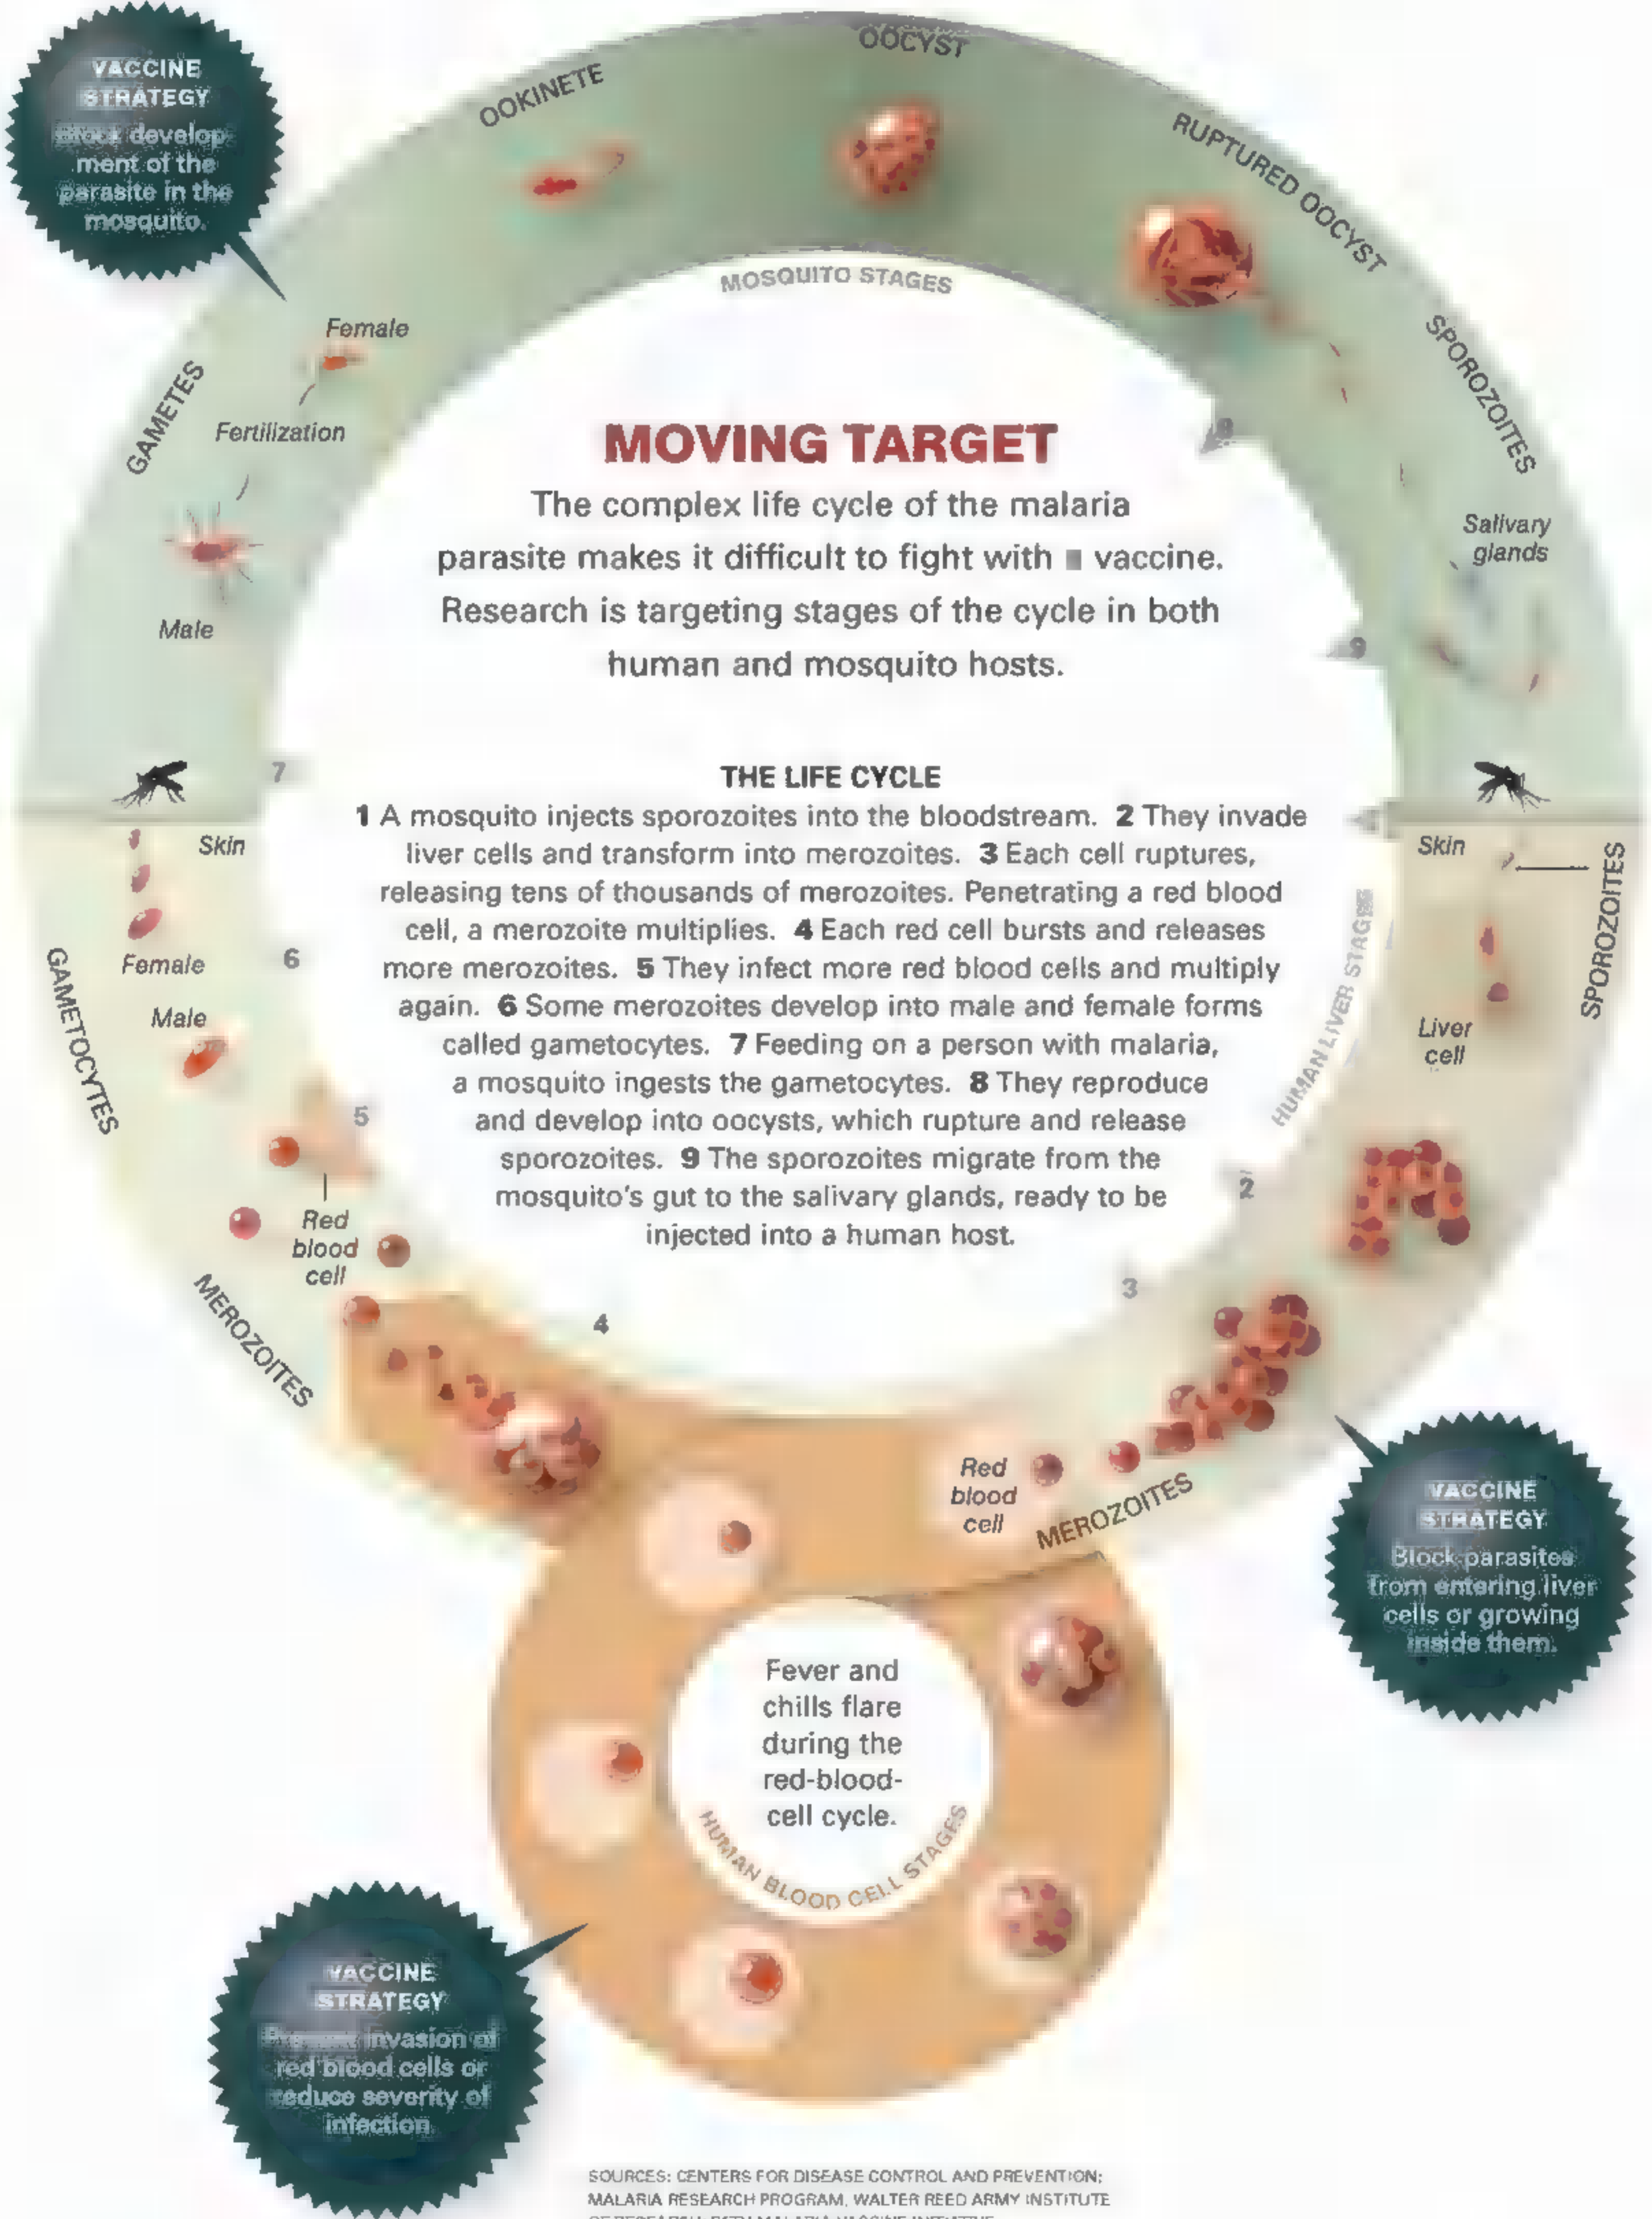 VACCINE
STRATEGY
develop-
ment of the
parasite in the
mosquito.
OOKINETE
OOCYST
RUPTURED OOCYST
SPOROZOITES
MOSQUITO STAGES
GAMETES
Female
Fertilization
Male
Salivary
glands
MOVING TARGET
The complex life cycle of the malaria
parasite makes it difficult to fight with vaccine.
Research is targeting stages of the cycle in both
human and mosquito hosts.
8
9
7
THE LIFE CYCLE
1 A mosquito injects sporozoites into the bloodstream. 2 They invade
liver cells and transform into merozoites. 3 Each cell ruptures,
releasing tens of thousands of merozoites. Penetrating a red blood
cell, a merozoite multiplies. 4 Each red cell bursts and releases
more merozoites. 5 They infect more red blood cells and multiply
again. 6 Some merozoites develop into male and female forms
called gametocytes. 7 Feeding on a person with malaria,
a mosquito ingests the gametocytes. 8 They reproduce
and develop into oocysts, which rupture and release
sporozoites. 9 The sporozoites migrate from the
mosquito's gut to the salivary glands, ready to be
injected into a human host.
Skin
Female
Male
GAMETOCYTES
6
5
Red
blood
cell
MEROZOITES
4
Skin
SPOROZOITES
Liver
cell
HUMAN LIVER STAGES
2
3
Red
blood
cell
MEROZOITES
VACCINE
STRATEGY
Block parasites
from entering liver
cells or growing
inside them.
Fever and
chills flare
during the
red-blood-
cell cycle.
HUMAN BLOOD CELL STAGES
VACCINE
STRATEGY
invasion of
red blood cells or
reduce severity of
infection.
SOURCES: CENTERS FOR DISEASE CONTROL AND PREVENTION;
MALARIA RESEARCH PROGRAM, WALTER REED ARMY INSTITUTE